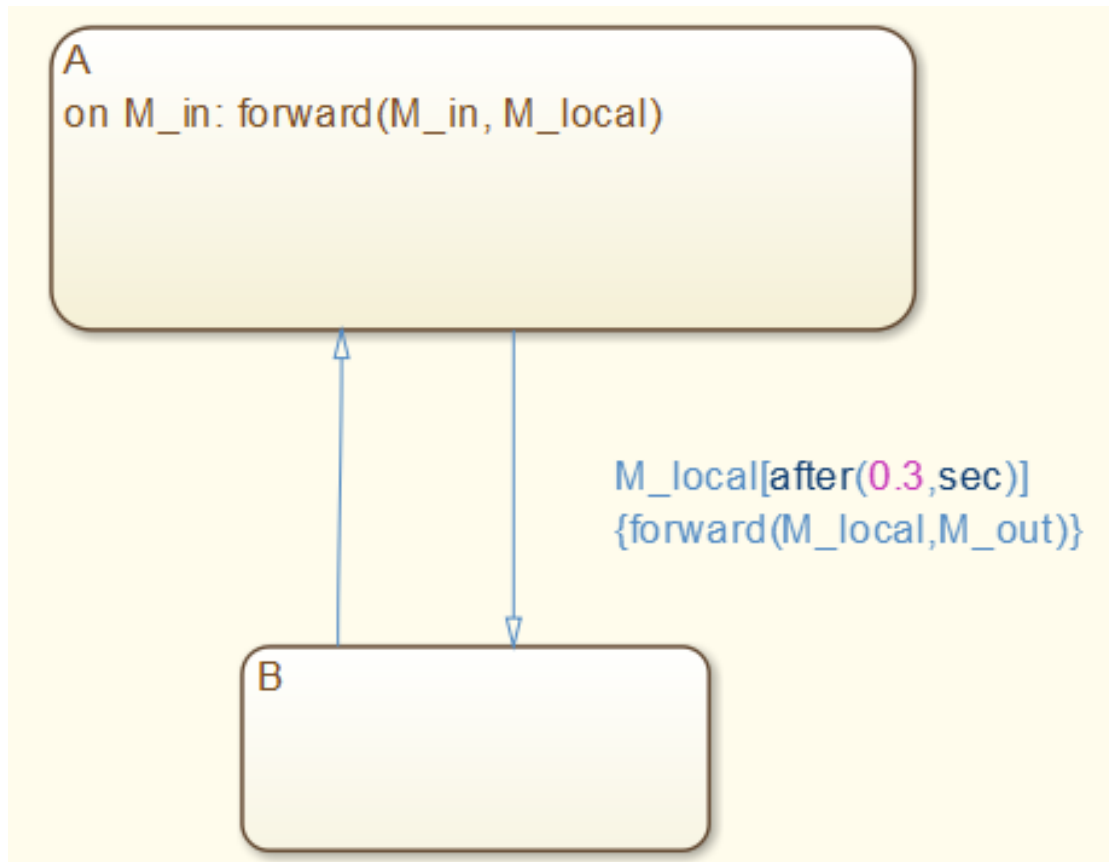 A
on M_in: forward(M_in, M_local)
M_local[after(0.3,sec)]
{forward(M_local,M_out)}
B